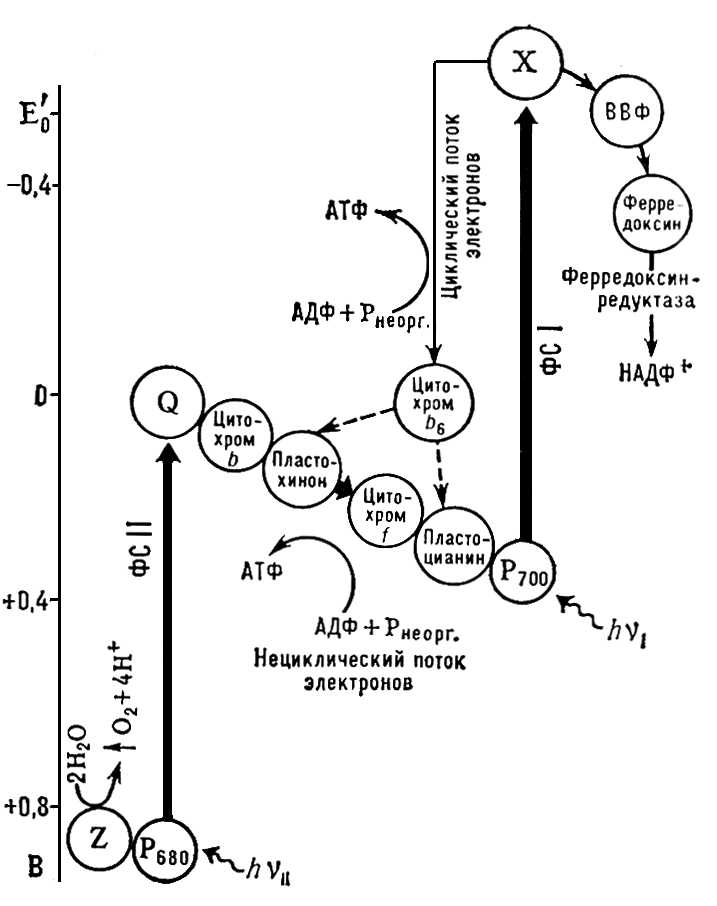 E₀′
−0,4
0
+0,4
+0,8
В
X
ВВФ
Ферре-
доксин
Ферредоксин-
редуктаза
НАДФ⁺
Циклический поток
электронов
АТФ
АДФ + Pнеорг.
ФС I
Q
Цито-
хром
b
Пласто-
хинон
Цито-
хром
b₆
Цито-
хром
f
Пласто-
цианин
P₇₀₀
hνI
АТФ
АДФ + Pнеорг.
Нециклический поток
электронов
ФС II
2H₂O
↑O₂ + 4H⁺
Z
P₆₈₀
hνII